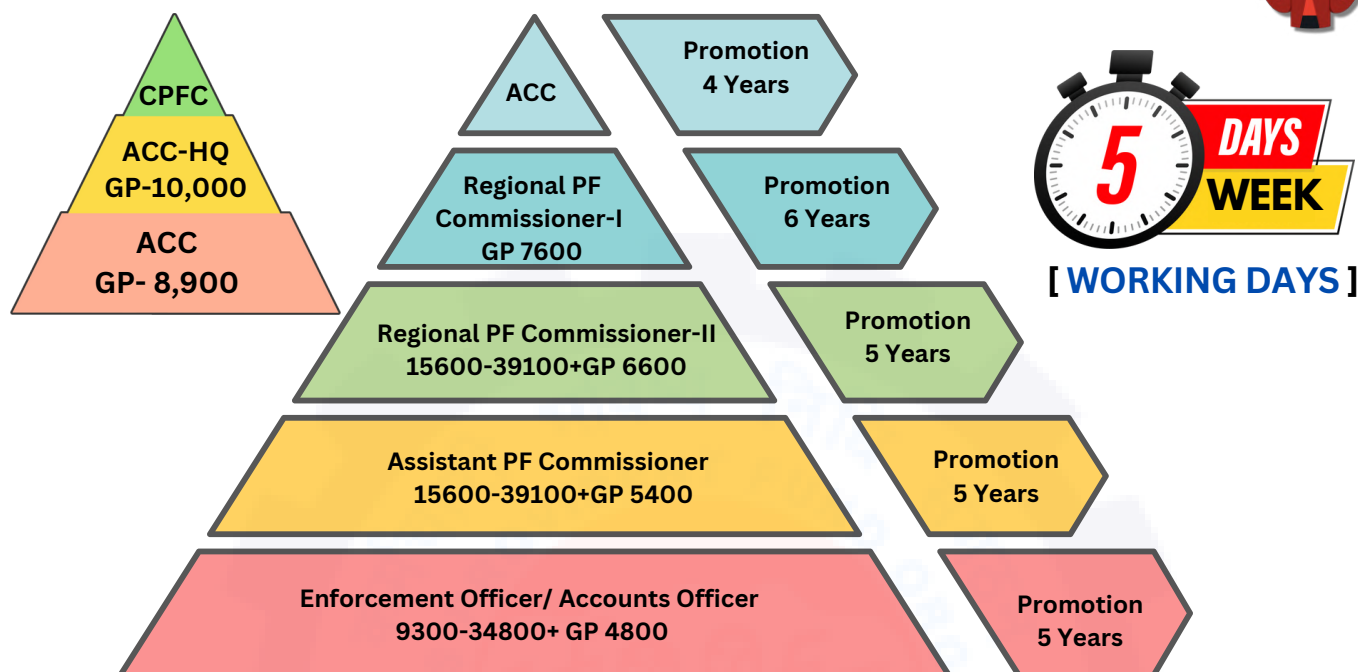 CPFC
ACC-HQ
GP-10,000
ACC
GP- 8,900
ACC
Promotion
4 Years
Regional PF
Commissioner-I
GP 7600
Promotion
6 Years
Regional PF Commissioner-II
15600-39100+GP 6600
Promotion
5 Years
Assistant PF Commissioner
15600-39100+GP 5400
Promotion
5 Years
Enforcement Officer/ Accounts Officer
9300-34800+ GP 4800
Promotion
5 Years
5
DAYS
WEEK
[ WORKING DAYS ]